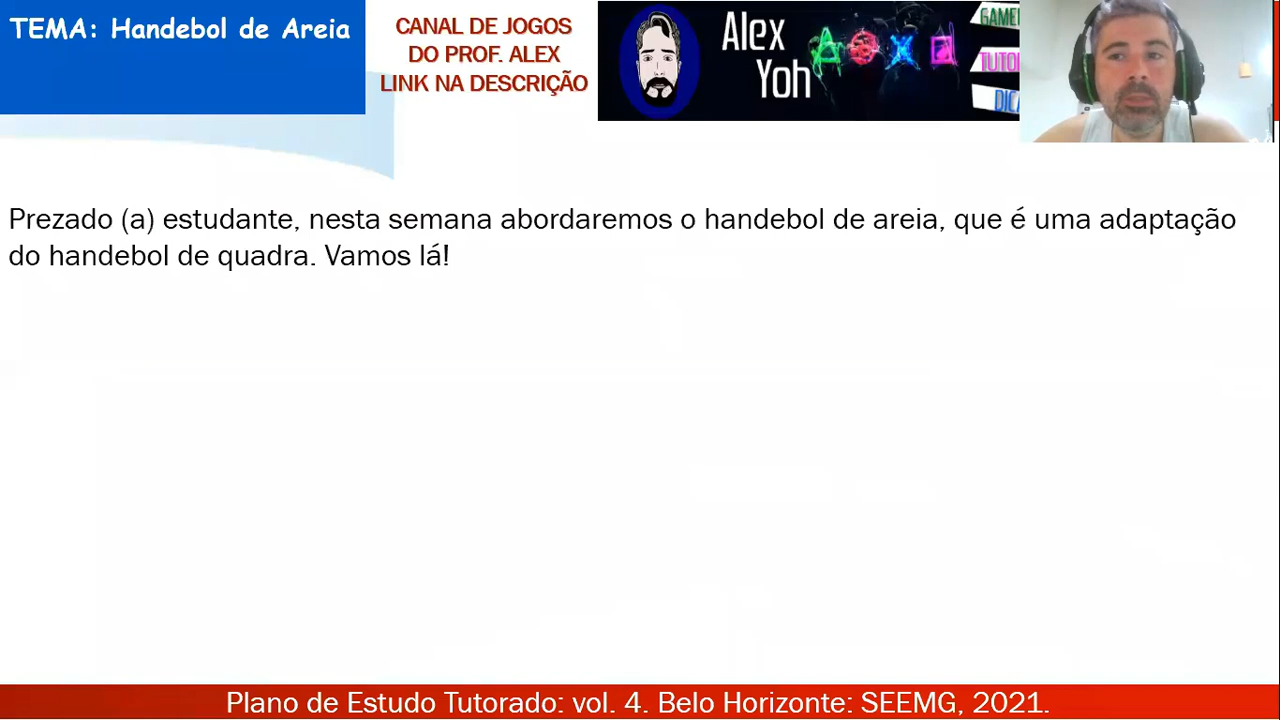 TEMA: Handebol de Areia
CANAL DE JOGOS
DO PROF. ALEX
LINK NA DESCRIÇÃO
Alex
Yoh
Prezado (a) estudante, nesta semana abordaremos o handebol de areia, que é uma adaptação
do handebol de quadra. Vamos lá!
Plano de Estudo Tutorado: vol. 4. Belo Horizonte: SEEMG, 2021.